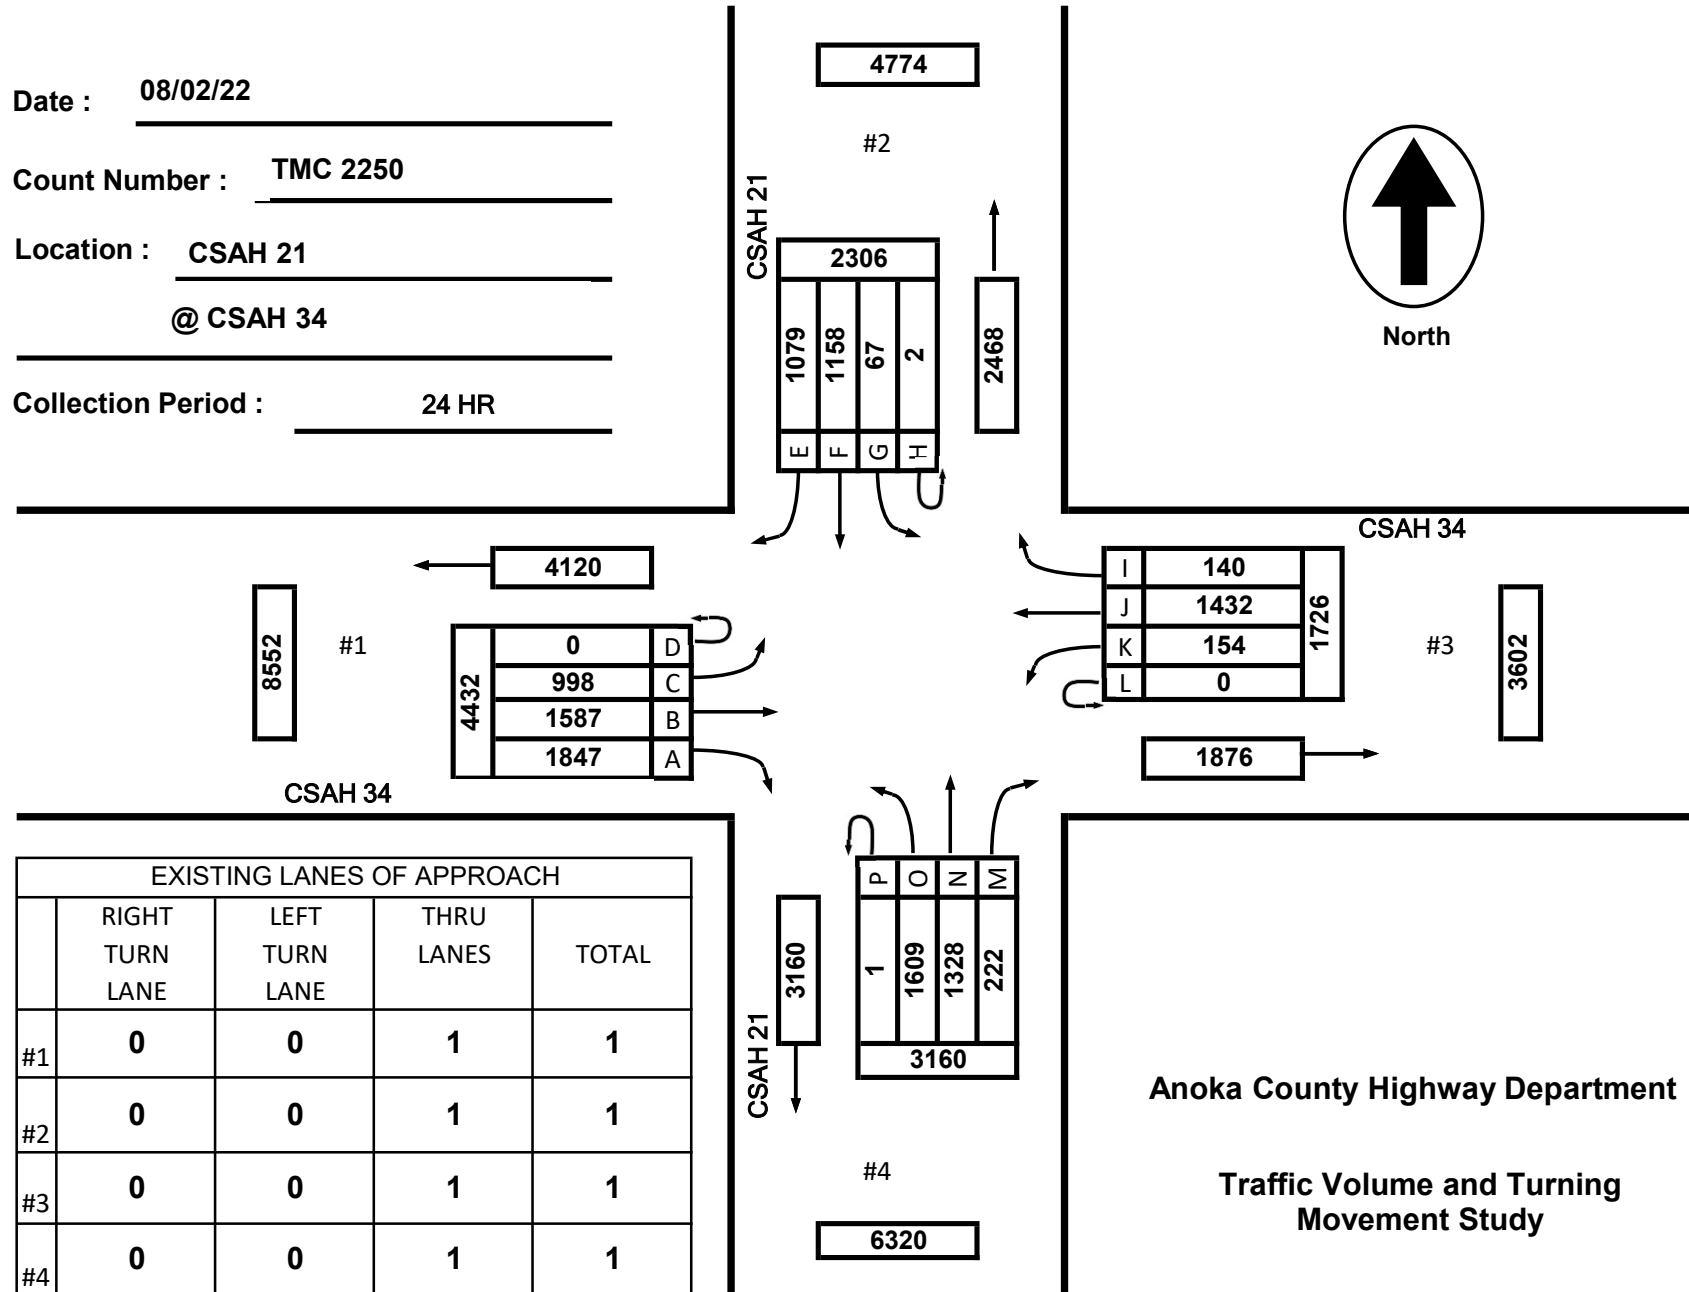 Date : 08/02/22
Count Number : TMC 2250
Location : CSAH 21
@ CSAH 34
Collection Period : 24 HR
4774
#2
CSAH 21
2306
1079 1158 67 2
E F G H
2468
North
CSAH 34
4120
8552
#1
4432
0 D
998 C
1587 B
1847 A
CSAH 34
I 140
J 1432
K 154
L 0
1726
#3
3602
1876
P O N M
1 1609 1328 222
3160
3160
CSAH 21
#4
6320
EXISTING LANES OF APPROACH
RIGHT LEFT THRU
TURN TURN LANES TOTAL
LANE LANE
#1 0 0 1 1
#2 0 0 1 1
#3 0 0 1 1
#4 0 0 1 1
Anoka County Highway Department
Traffic Volume and Turning
Movement Study